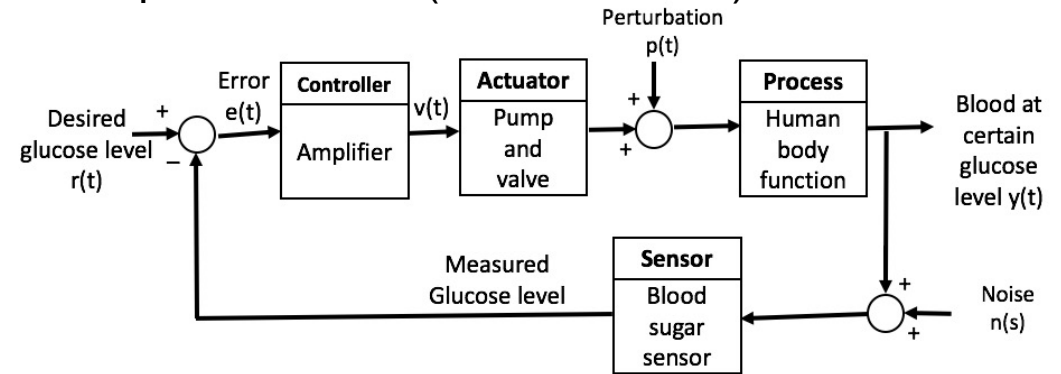 Perturbation
p(t)
Desired
glucose level
r(t)
+
−
Error
e(t)
Controller
Amplifier
v(t)
Actuator
Pump
and
valve
+
+
Process
Human
body
function
Blood at
certain
glucose
level y(t)
Measured
Glucose level
Sensor
Blood
sugar
sensor
+
+
Noise
n(s)